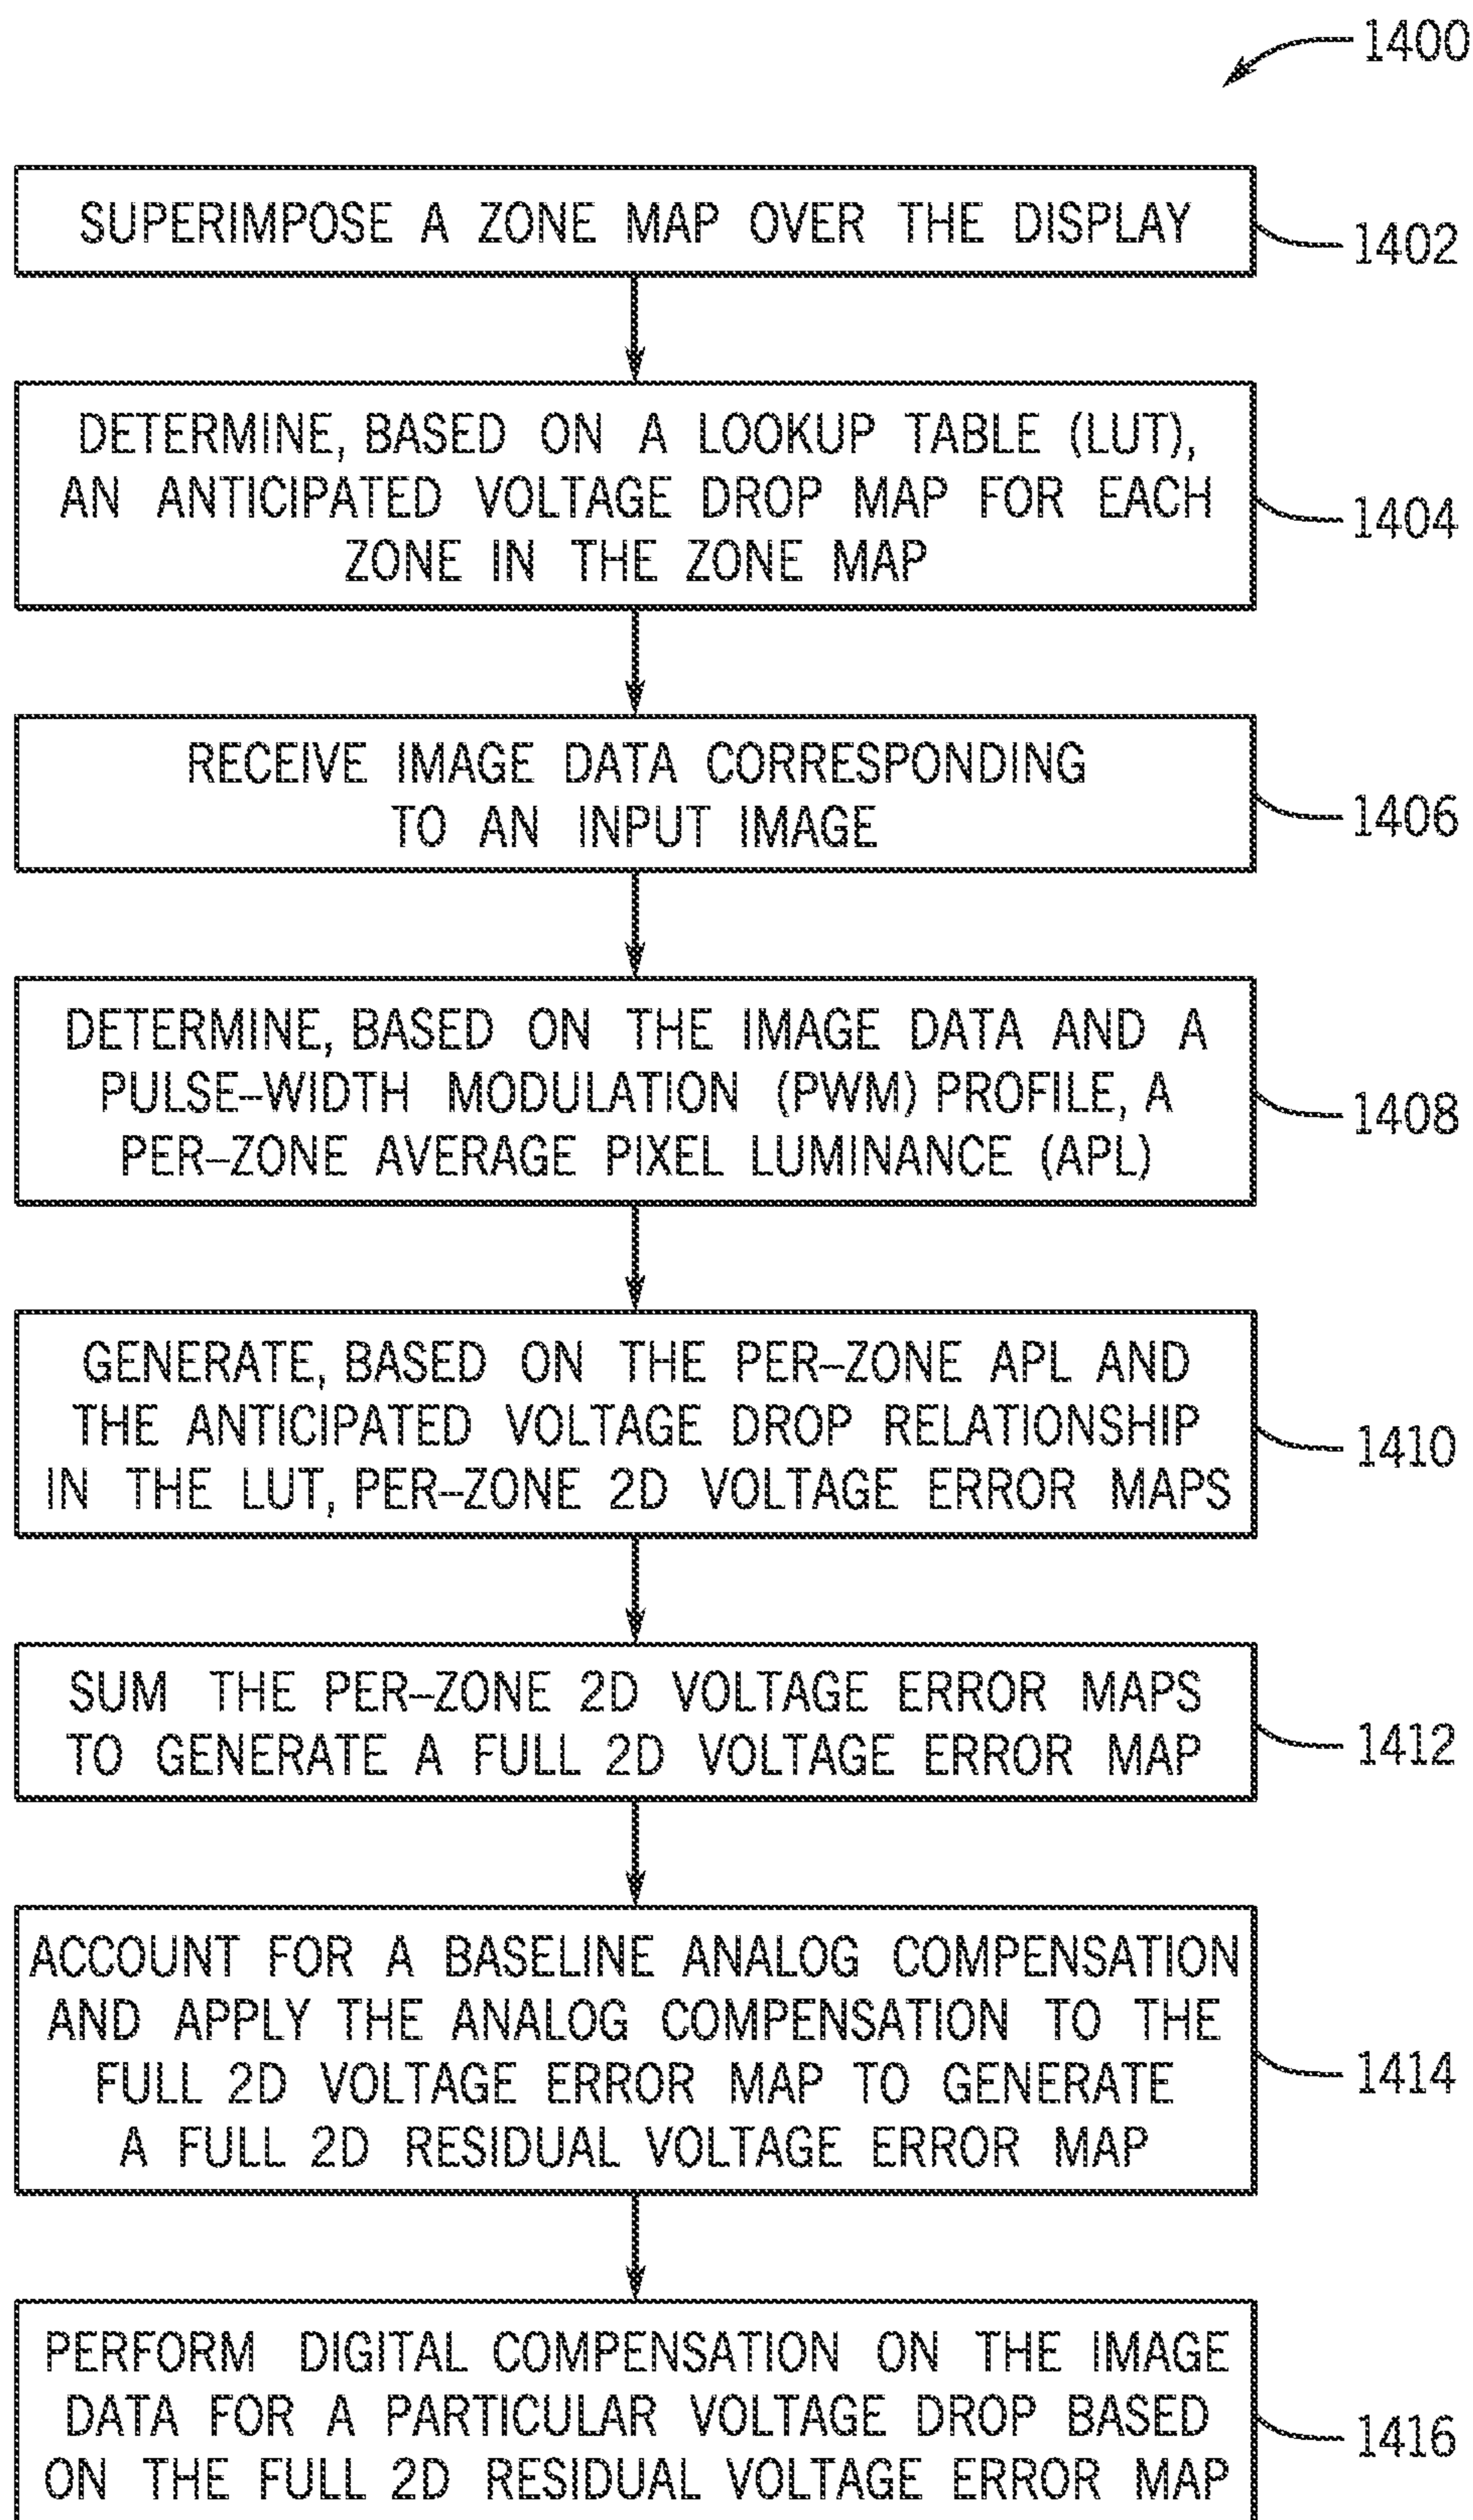 1400
SUPERIMPOSE A ZONE MAP OVER THE DISPLAY
1402
DETERMINE, BASED ON A LOOKUP TABLE (LUT),
AN ANTICIPATED VOLTAGE DROP MAP FOR EACH
ZONE IN THE ZONE MAP
1404
RECEIVE IMAGE DATA CORRESPONDING
TO AN INPUT IMAGE
1406
DETERMINE, BASED ON THE IMAGE DATA AND A
PULSE–WIDTH MODULATION (PWM) PROFILE, A
PER–ZONE AVERAGE PIXEL LUMINANCE (APL)
1408
GENERATE, BASED ON THE PER–ZONE APL AND
THE ANTICIPATED VOLTAGE DROP RELATIONSHIP
IN THE LUT, PER–ZONE 2D VOLTAGE ERROR MAPS
1410
SUM THE PER–ZONE 2D VOLTAGE ERROR MAPS
TO GENERATE A FULL 2D VOLTAGE ERROR MAP
1412
ACCOUNT FOR A BASELINE ANALOG COMPENSATION
AND APPLY THE ANALOG COMPENSATION TO THE
FULL 2D VOLTAGE ERROR MAP TO GENERATE
A FULL 2D RESIDUAL VOLTAGE ERROR MAP
1414
PERFORM DIGITAL COMPENSATION ON THE IMAGE
DATA FOR A PARTICULAR VOLTAGE DROP BASED
ON THE FULL 2D RESIDUAL VOLTAGE ERROR MAP
1416